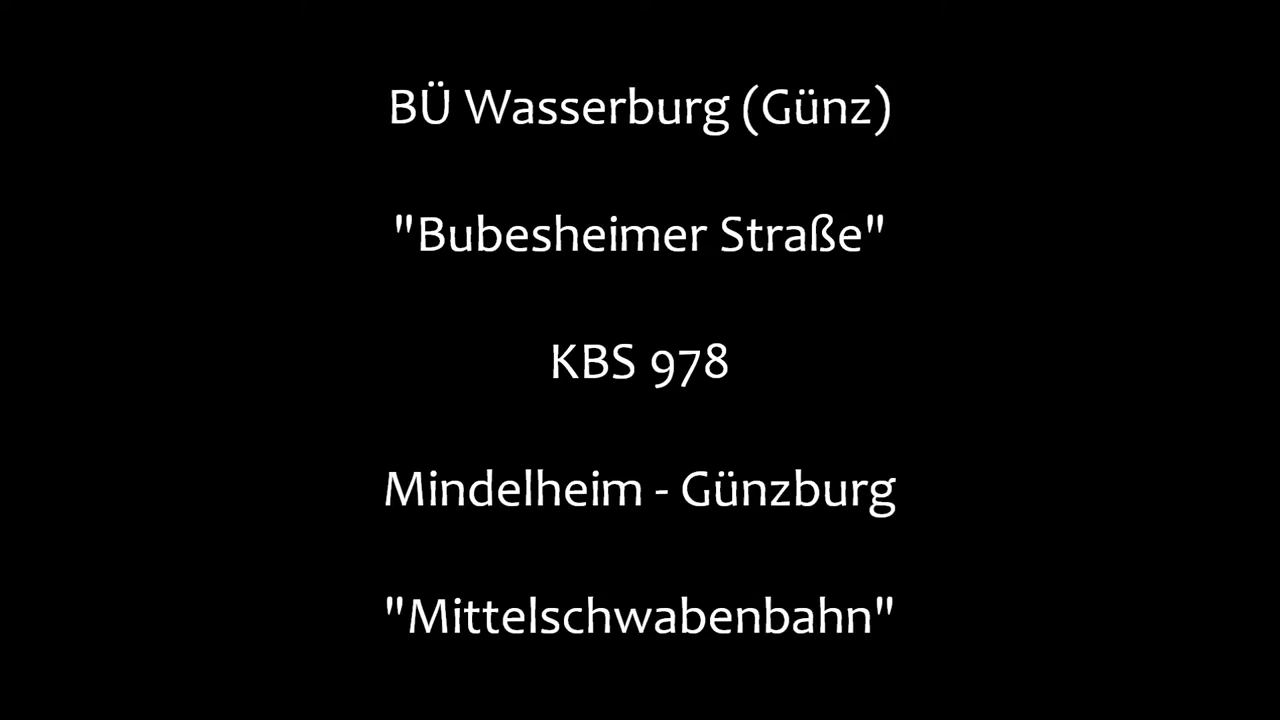 BÜ Wasserburg (Günz)
"Bubesheimer Straße"
KBS 978
Mindelheim - Günzburg
"Mittelschwabenbahn"